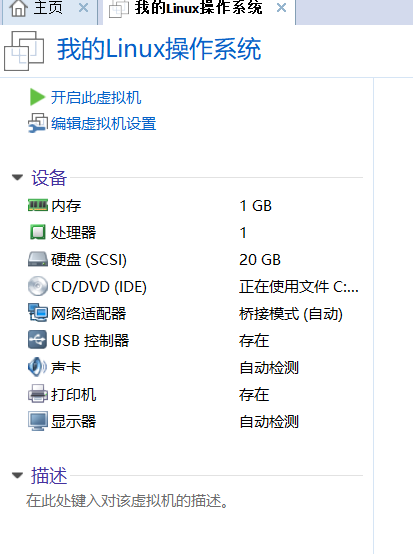 主页 × 我的Linux操作系统 ×
我的Linux操作系统
开启此虚拟机
编辑虚拟机设置
设备
内存 1 GB
处理器 1
硬盘 (SCSI) 20 GB
CD/DVD (IDE) 正在使用文件 C:...
网络适配器 桥接模式 (自动)
USB 控制器 存在
声卡 自动检测
打印机 存在
显示器 自动检测
描述
在此处键入对该虚拟机的描述。